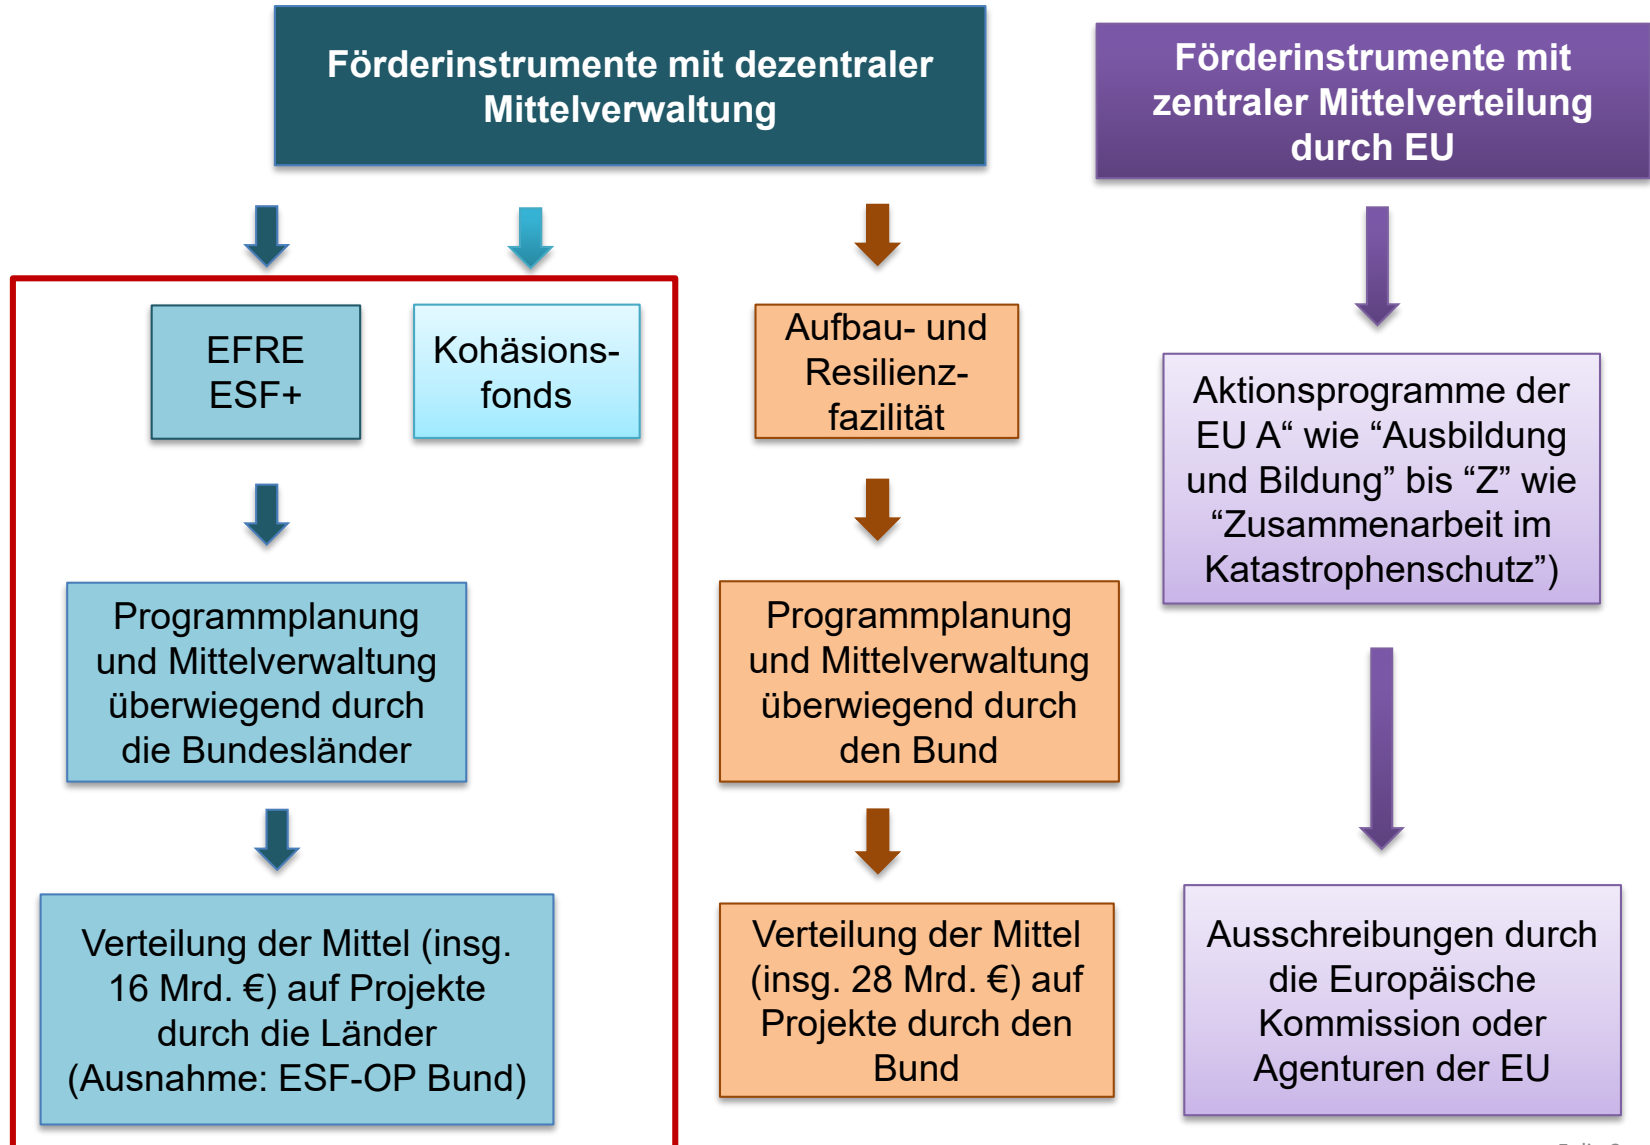 Förderinstrumente mit dezentraler
Mittelverwaltung
Förderinstrumente mit
zentraler Mittelverteilung
durch EU
EFRE
ESF+
Kohäsions-
fonds
Aufbau- und
Resilienz-
fazilität
Aktionsprogramme der
EU A“ wie “Ausbildung
und Bildung” bis “Z” wie
“Zusammenarbeit im
Katastrophenschutz”)
Programmplanung
und Mittelverwaltung
überwiegend durch
die Bundesländer
Programmplanung
und Mittelverwaltung
überwiegend durch
den Bund
Verteilung der Mittel (insg.
16 Mrd. €) auf Projekte
durch die Länder
(Ausnahme: ESF-OP Bund)
Verteilung der Mittel
(insg. 28 Mrd. €) auf
Projekte durch den
Bund
Ausschreibungen durch
die Europäische
Kommission oder
Agenturen der EU